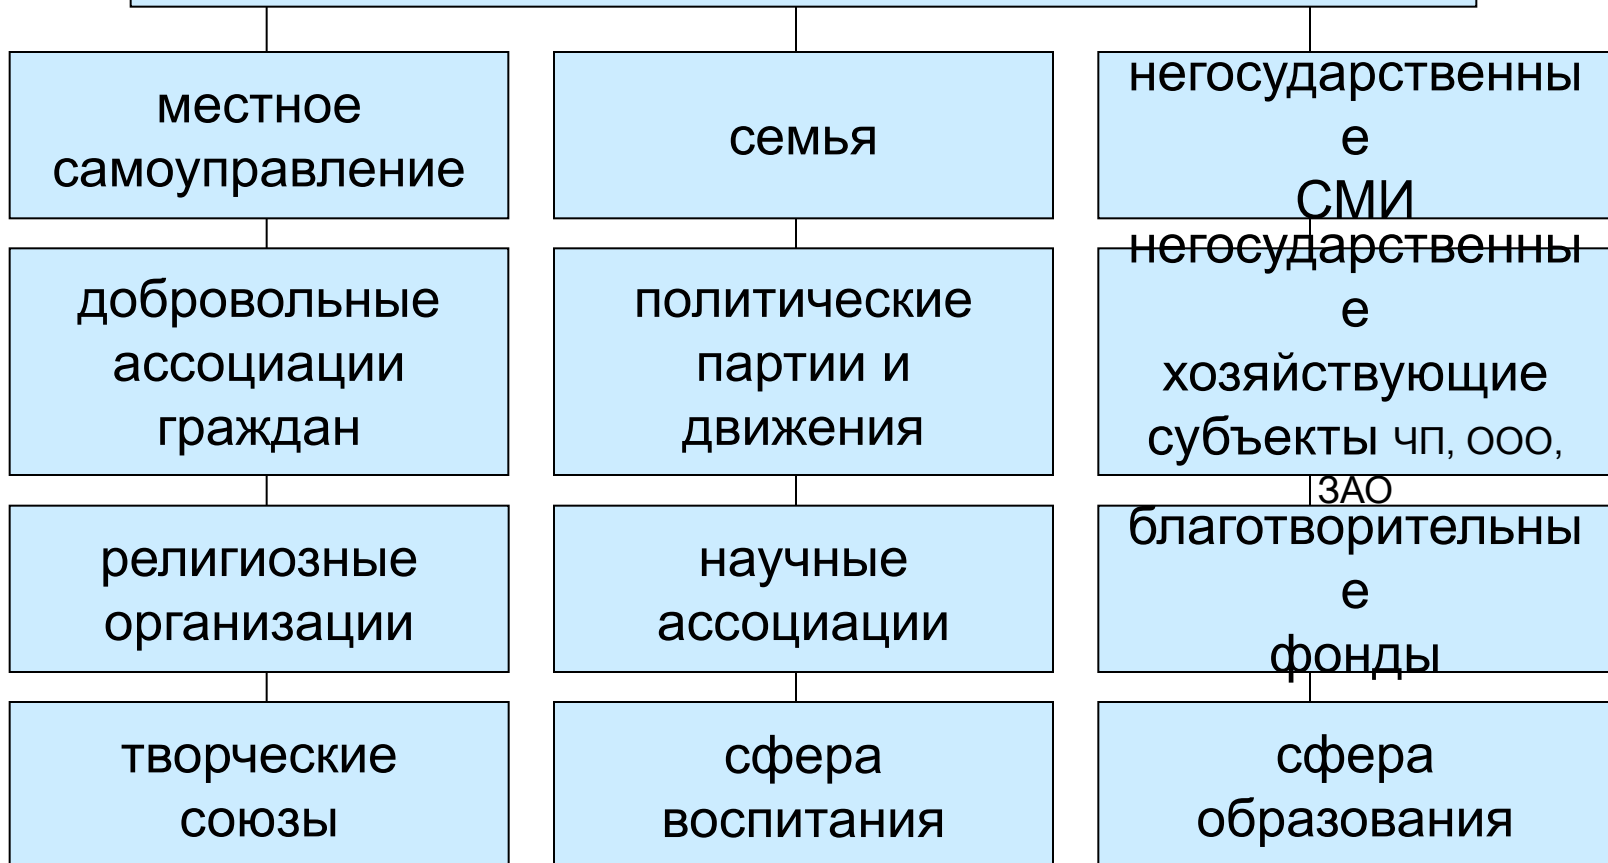 местное
самоуправление
семья
негосударственны
е
СМИ
добровольные
ассоциации
граждан
политические
партии и
движения
негосударственны
е
хозяйствующие
субъекты ЧП, ООО,
ЗАО
религиозные
организации
научные
ассоциации
благотворительны
е
фонды
творческие
союзы
сфера
воспитания
сфера
образования